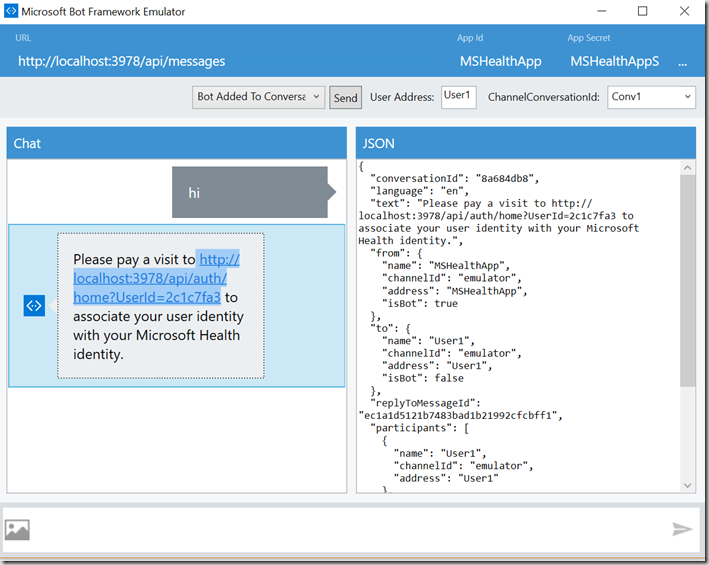 Microsoft Bot Framework Emulator
URL
App Id
App Secret
http://localhost:3978/api/messages
MSHealthApp
MSHealthAppS
...
Bot Added To Conversa
Send
User Address:
User1
ChannelConversationId:
Conv1
Chat
hi
Please pay a visit to http://
localhost:3978/api/auth/
home?UserId=2c1c7fa3 to
associate your user identity
with your Microsoft Health
identity.
JSON
{
"conversationId": "8a684db8",
"language": "en",
"text": "Please pay a visit to http://
localhost:3978/api/auth/home?UserId=2c1c7fa3 to
associate your user identity with your Microsoft
Health identity.",
"from": {
"name": "MSHealthApp",
"channelId": "emulator",
"address": "MSHealthApp",
"isBot": true
},
"to": {
"name": "User1",
"channelId": "emulator",
"address": "User1",
"isBot": false
},
"replyToMessageId":
"ec1a1d5121b7483bad1b21992cfcbff1",
"participants": [
{
"name": "User1",
"channelId": "emulator",
"address": "User1"
},